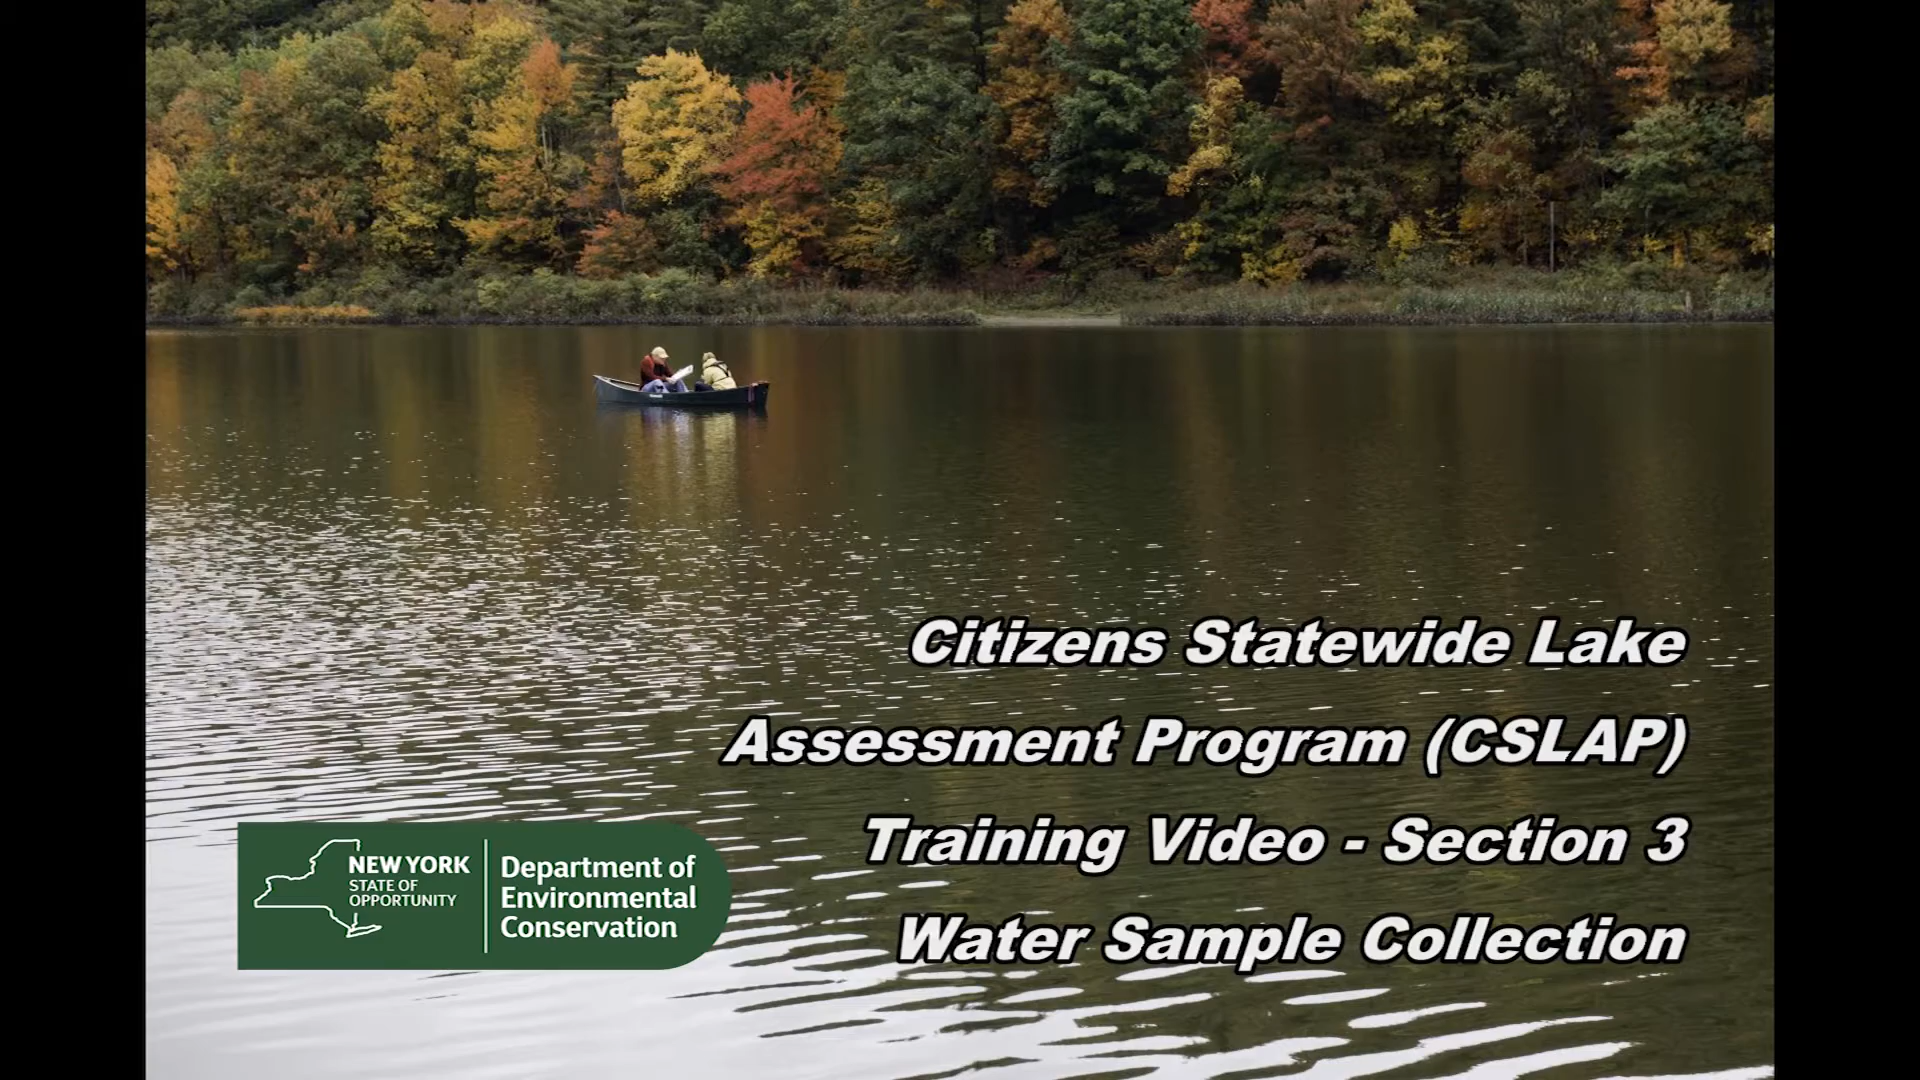 Citizens Statewide Lake
Assessment Program (CSLAP)
Training Video - Section 3
Water Sample Collection
NEW YORK
STATE OF
OPPORTUNITY
Department of
Environmental
Conservation